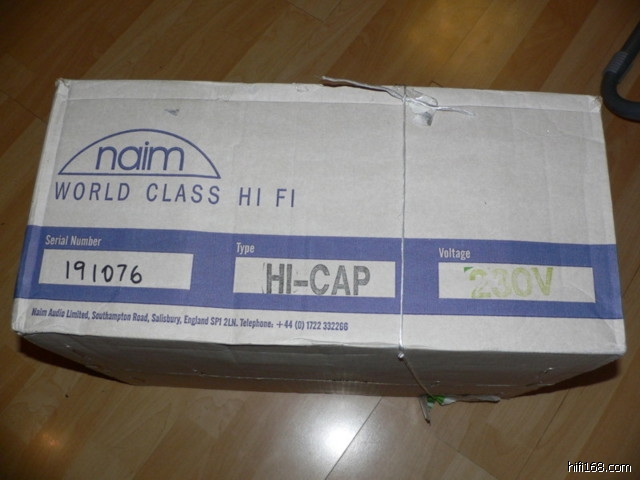 naim
WORLD CLASS HI FI
Serial Number Type Voltage
191076 HI-CAP 230V
Naim Audio Limited, Southampton Road, Salisbury, England SP1 2LN. Telephone: +44 (0) 1722 332266
hifi168.com